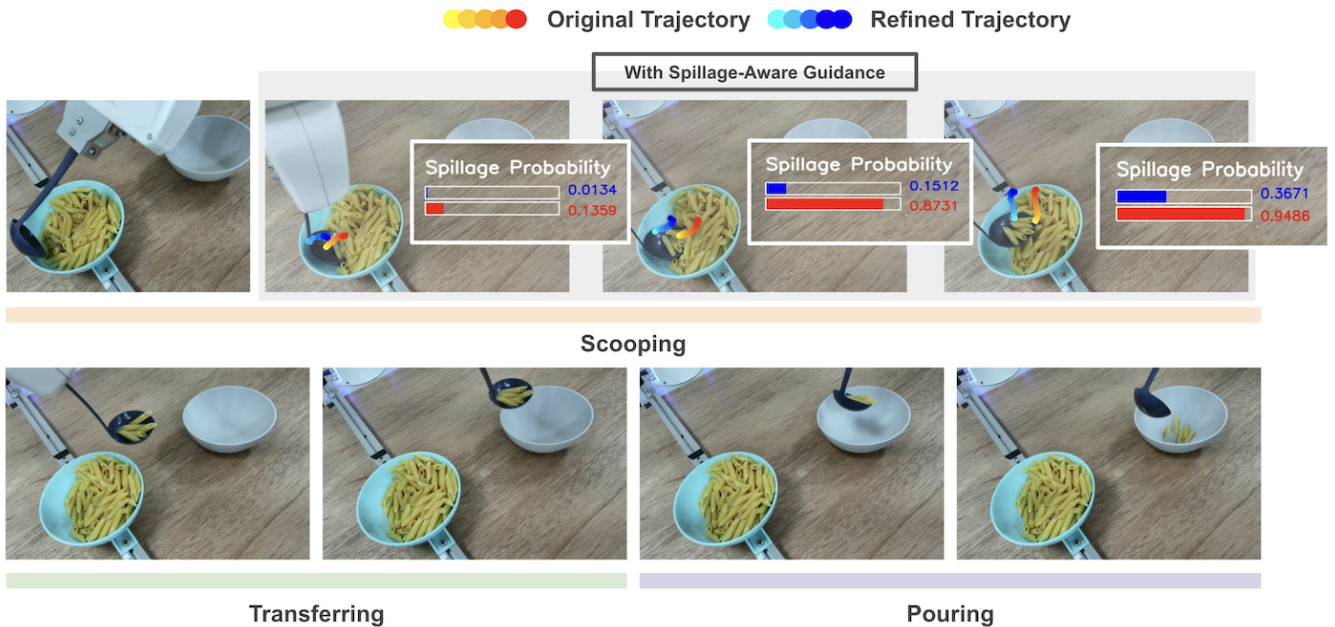 Original Trajectory
Refined Trajectory
With Spillage-Aware Guidance
Spillage Probability
0.0134
0.1359
Spillage Probability
0.1512
0.8731
Spillage Probability
0.3671
0.9486
Scooping
Transferring
Pouring